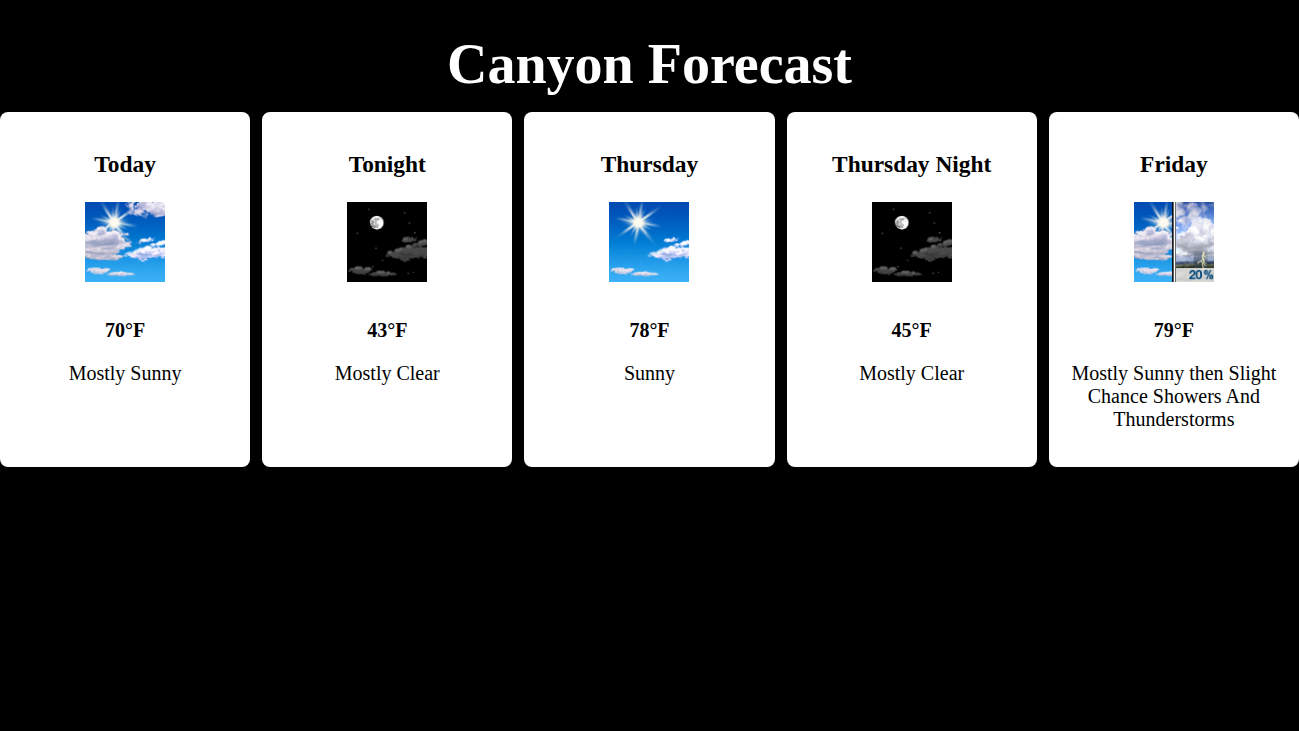 Canyon Forecast
Today
70°F
Mostly Sunny
Tonight
43°F
Mostly Clear
Thursday
78°F
Sunny
Thursday Night
45°F
Mostly Clear
Friday
20%
79°F
Mostly Sunny then Slight
Chance Showers And
Thunderstorms